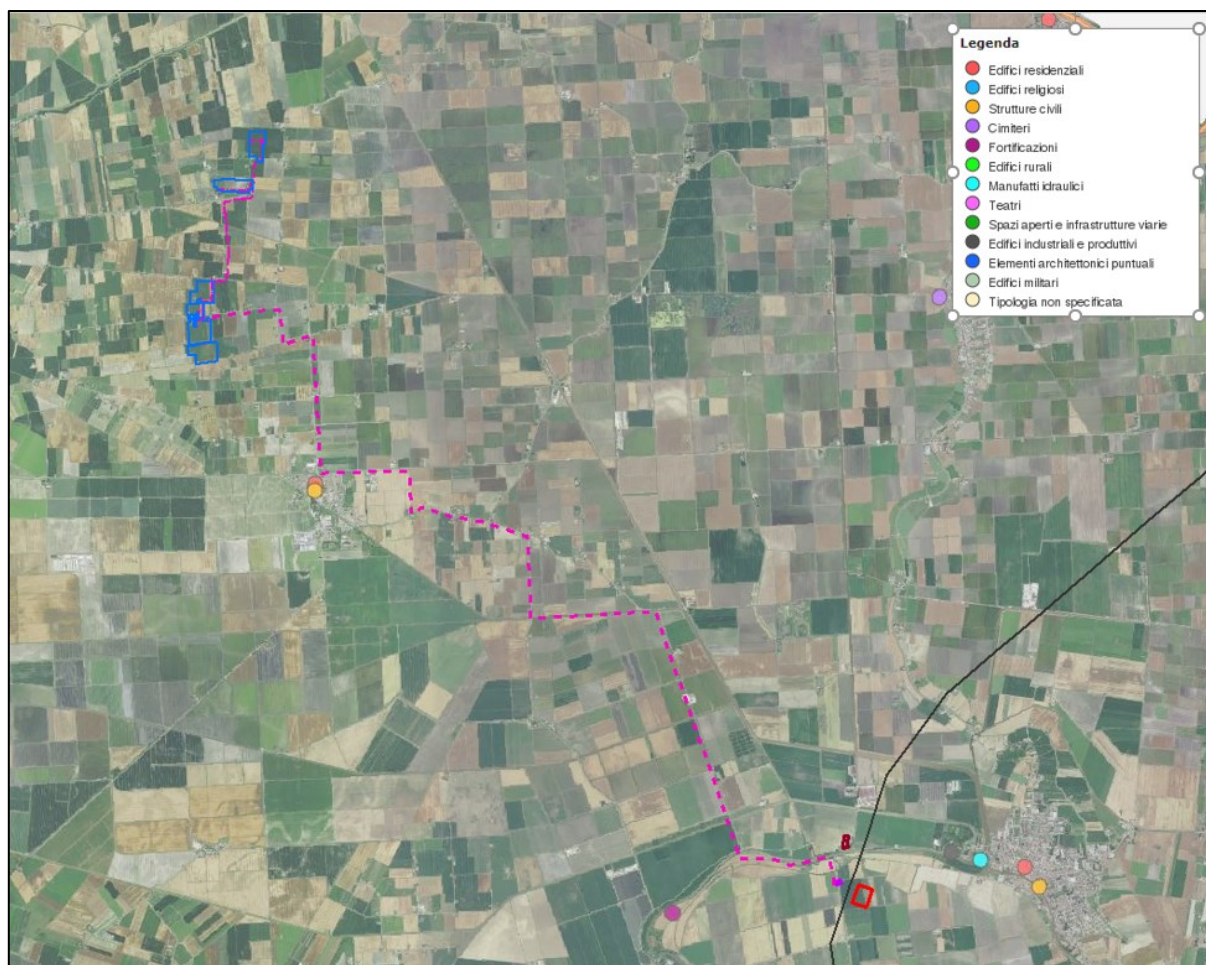 Legenda
Edifici residenziali
Edifici religiosi
Strutture civili
Cimiteri
Fortificazioni
Edifici rurali
Manufatti idraulici
Teatri
Spazi aperti e infrastrutture viarie
Edifici industriali e produttivi
Elementi architettonici puntuali
Edifici militari
Tipologia non specificata